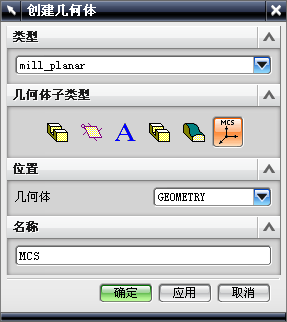 创建几何体
类型
mill_planar
几何体子类型
A
MCS
位置
几何体 GEOMETRY
名称
MCS
确定 应用 取消